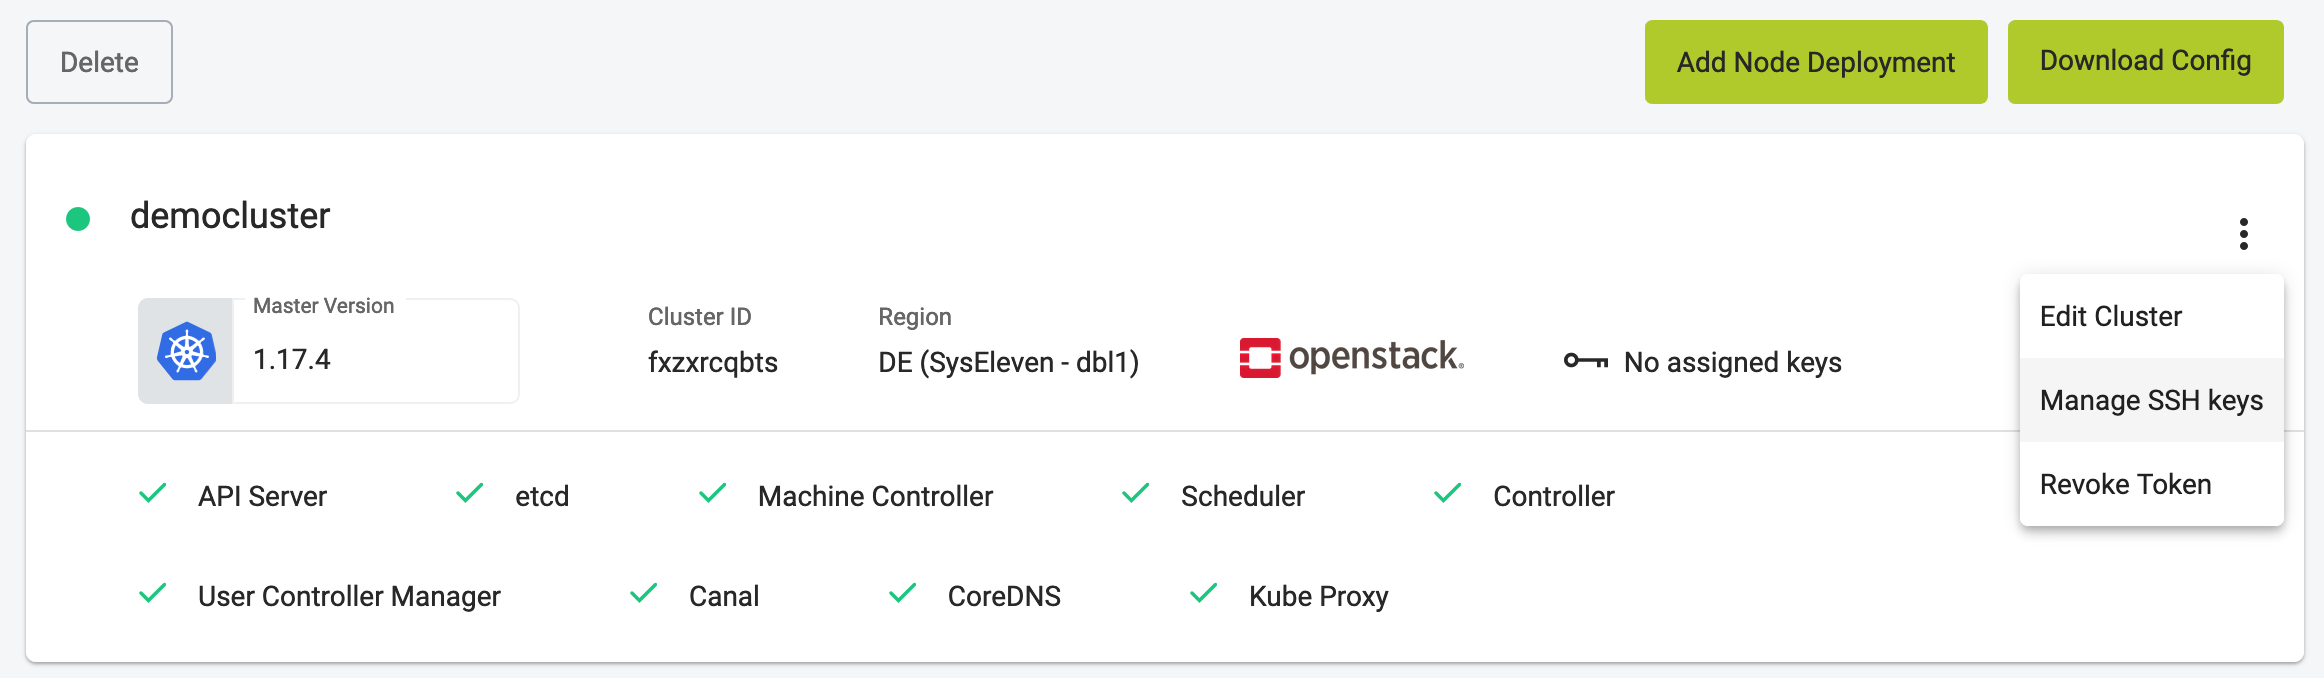 Delete
Add Node Deployment
Download Config
democluster
Master Version
1.17.4
Cluster ID
fxzxrcqbts
Region
DE (SysEleven - dbl1)
openstack.
No assigned keys
Edit Cluster
Manage SSH keys
Revoke Token
API Server
etcd
Machine Controller
Scheduler
Controller
User Controller Manager
Canal
CoreDNS
Kube Proxy